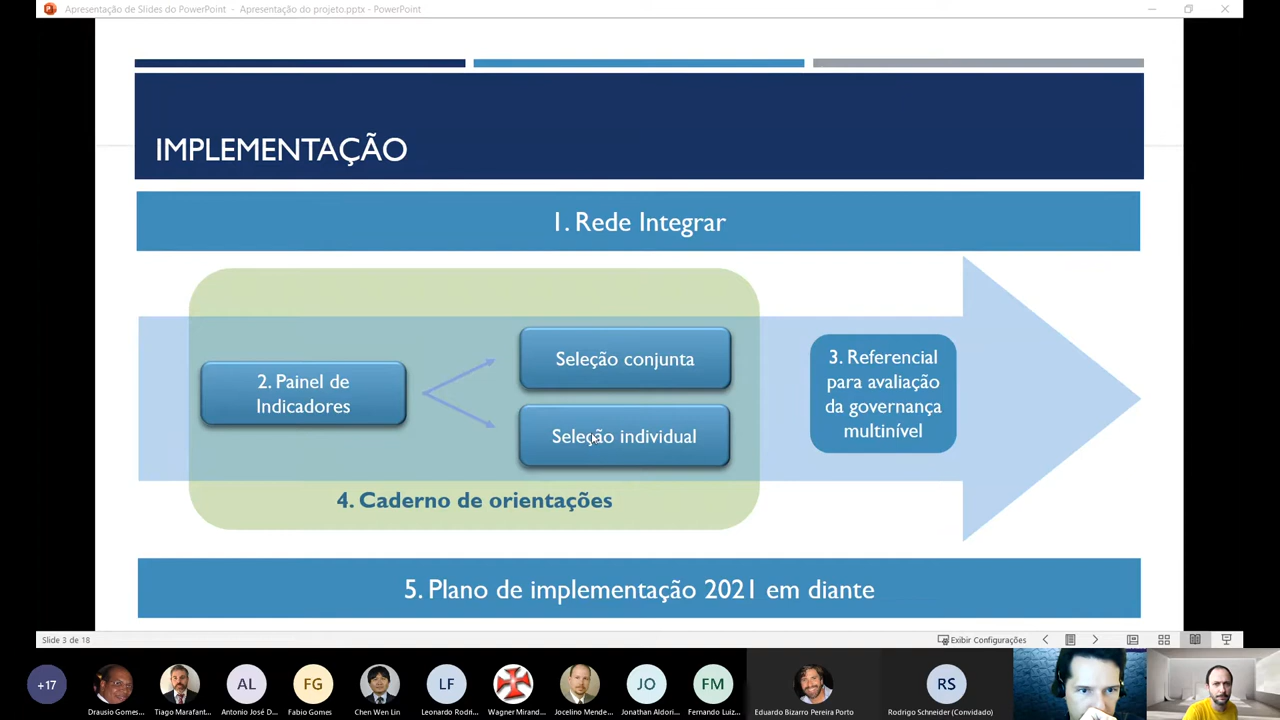 Apresentação de Slides do PowerPoint - Apresentação do projeto.pptx - PowerPoint
IMPLEMENTAÇÃO
1. Rede Integrar
2. Painel de
Indicadores
Seleção conjunta
Seleção individual
3. Referencial
para avaliação
da governança
multinível
4. Caderno de orientações
5. Plano de implementação 2021 em diante
Slide 3 de 18
Exibir Configurações
+17
AL
FG
LF
JO
FM
RS
Drausio Gomes...
Tiago Marafant...
Antonio José D...
Fabio Gomes
Chen Wen Lin
Leonardo Rodri...
Wagner Mirand...
Jocelino Mende...
Jonathan Aldori...
Fernando Luiz...
Eduardo Bizarro Pereira Porto
Rodrigo Schneider (Convidado)